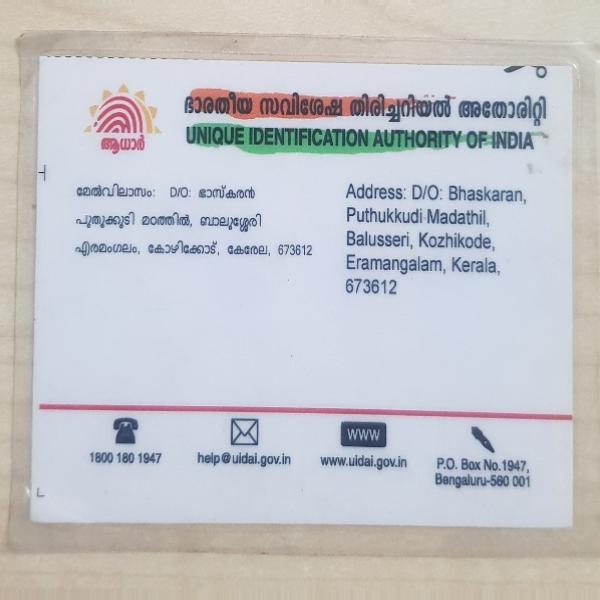 ആധാർ
ഭാരതീയ സവിശേഷ തിരിച്ചറിയൽ അതോരിറ്റി
UNIQUE IDENTIFICATION AUTHORITY OF INDIA
മേൽവിലാസം: D/O: ഭാസ്കരൻ
പുതുക്കുടി മഠത്തിൽ, ബാലുശ്ശേരി
എരമംഗലം, കോഴിക്കോട്, കേരള, 673612
Address: D/O: Bhaskaran,
Puthukkudi Madathil,
Balusseri, Kozhikode,
Eramangalam, Kerala,
673612
1800 180 1947
help@uidai.gov.in
WWW
www.uidai.gov.in
P.O. Box No.1947,
Bengaluru-560 001